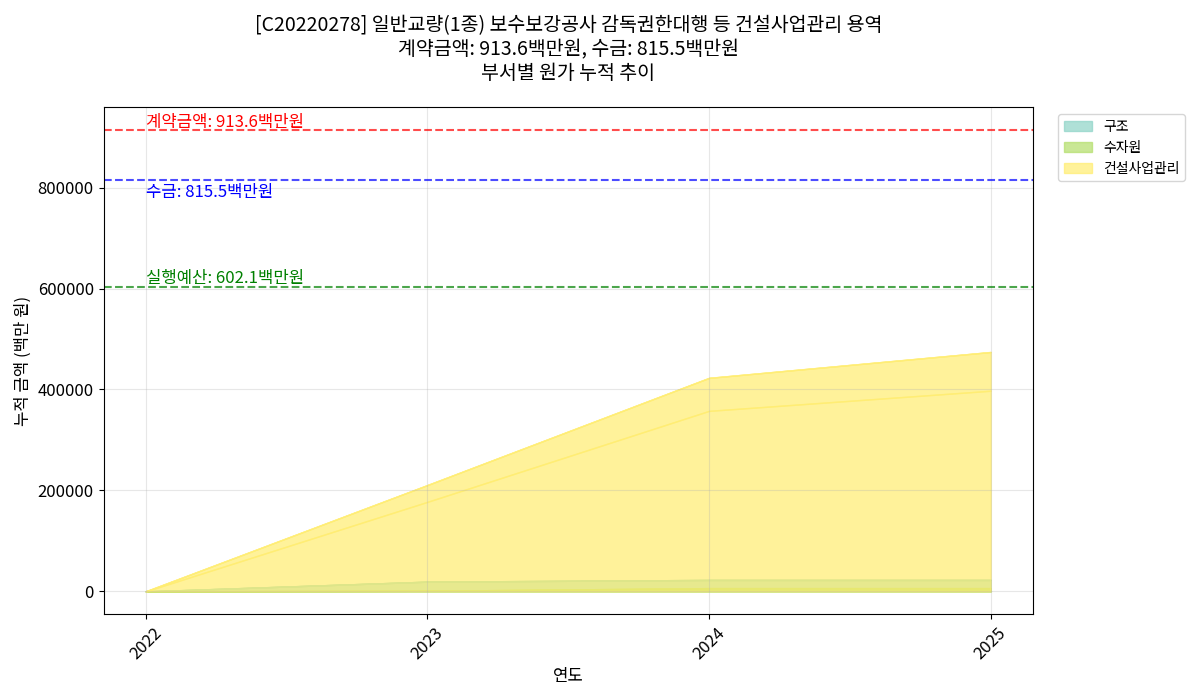 [C20220278] 일반교량(1종) 보수보강공사 감독권한대행 등 건설사업관리 용역
계약금액: 913.6백만원, 수금: 815.5백만원
부서별 원가 누적 추이
계약금액: 913.6백만원
수금: 815.5백만원
실행예산: 602.1백만원
구조
수자원
건설사업관리
누적 금액 (백만 원)
800000
600000
400000
200000
0
2022
2023
2024
2025
연도